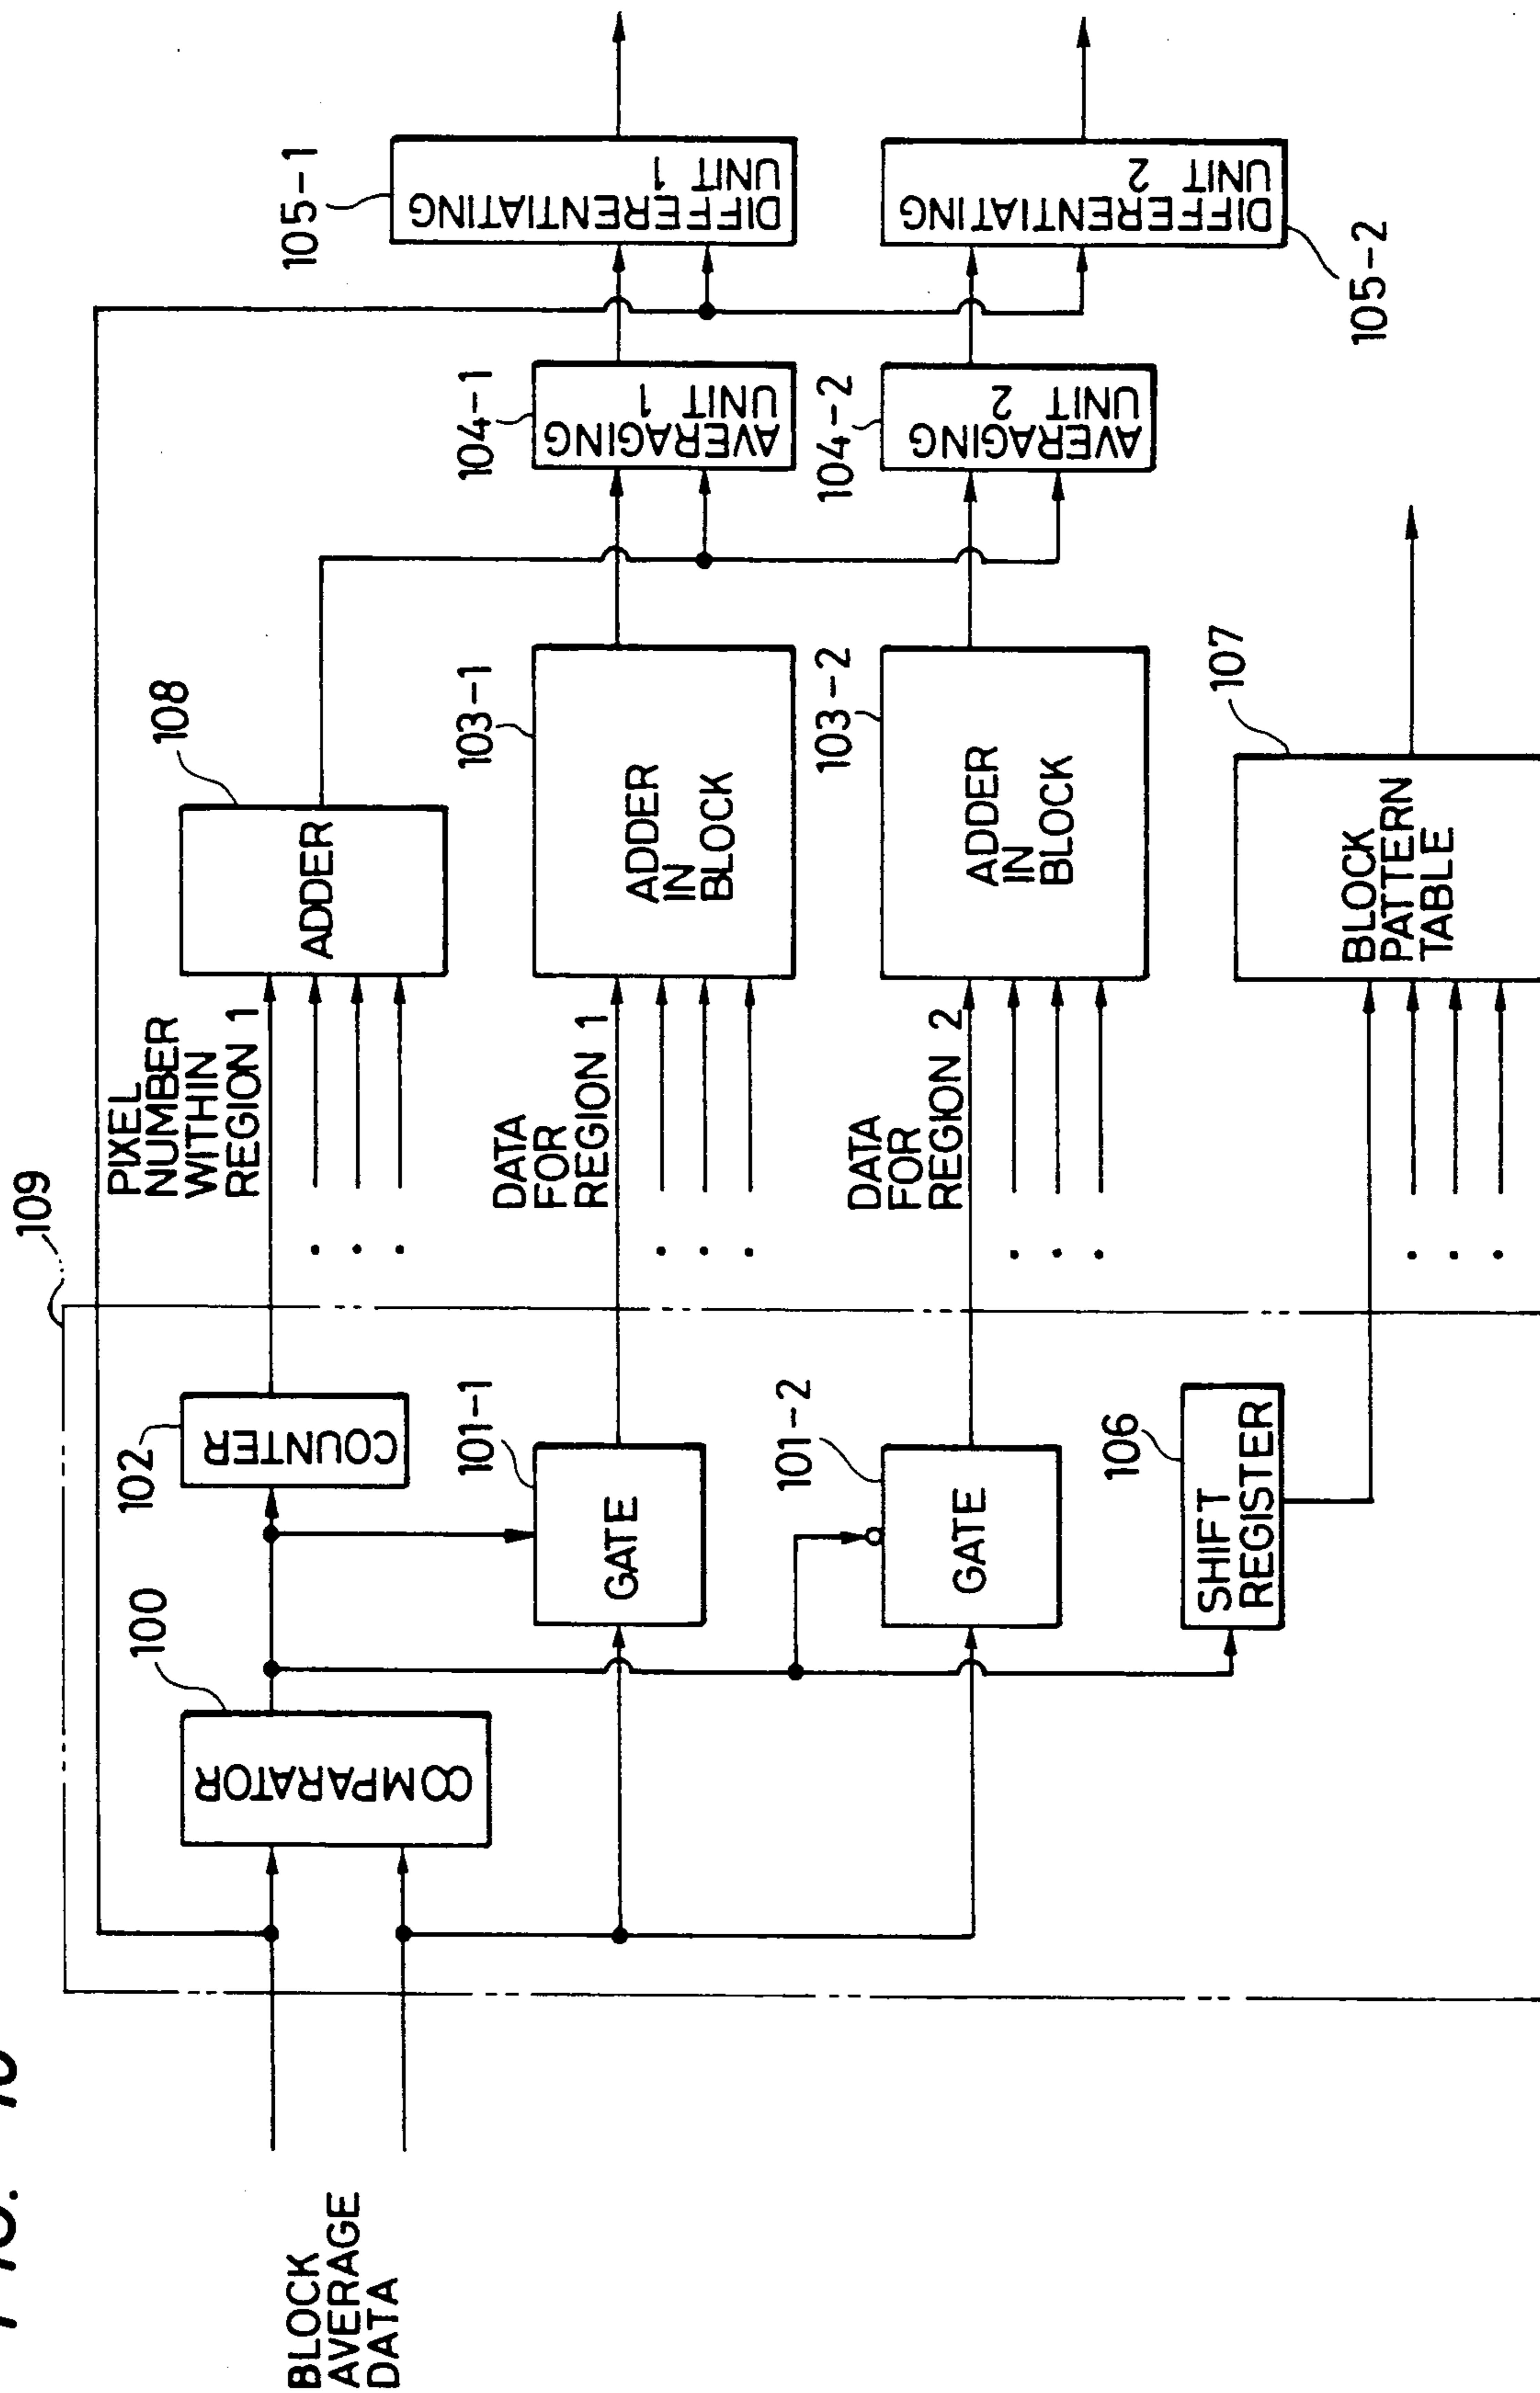 109
PIXEL
NUMBER
WITHIN
REGION 1
108
ADDER
105-1
DIFFERENTIATING
UNIT 1
100
COMPARATOR
102
COUNTER
101-1
GATE
DATA
FOR
REGION 1
103-1
ADDER
IN
BLOCK
104-1
AVERAGING
UNIT 1
BLOCK
AVERAGE
DATA
101-2
GATE
DATA
FOR
REGION 2
103-2
ADDER
IN
BLOCK
104-2
AVERAGING
UNIT 2
DIFFERENTIATING
UNIT 2
105-2
106
SHIFT
REGISTER
107
BLOCK
PATTERN
TABLE